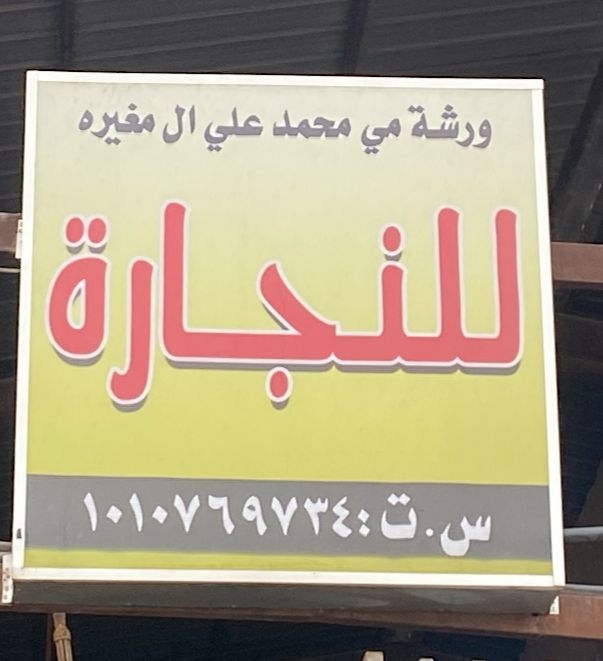 ورشة مي محمد علي ال مغيره
للنجارة
س.ت: ١٠١٠٧٦٩٧٣٤